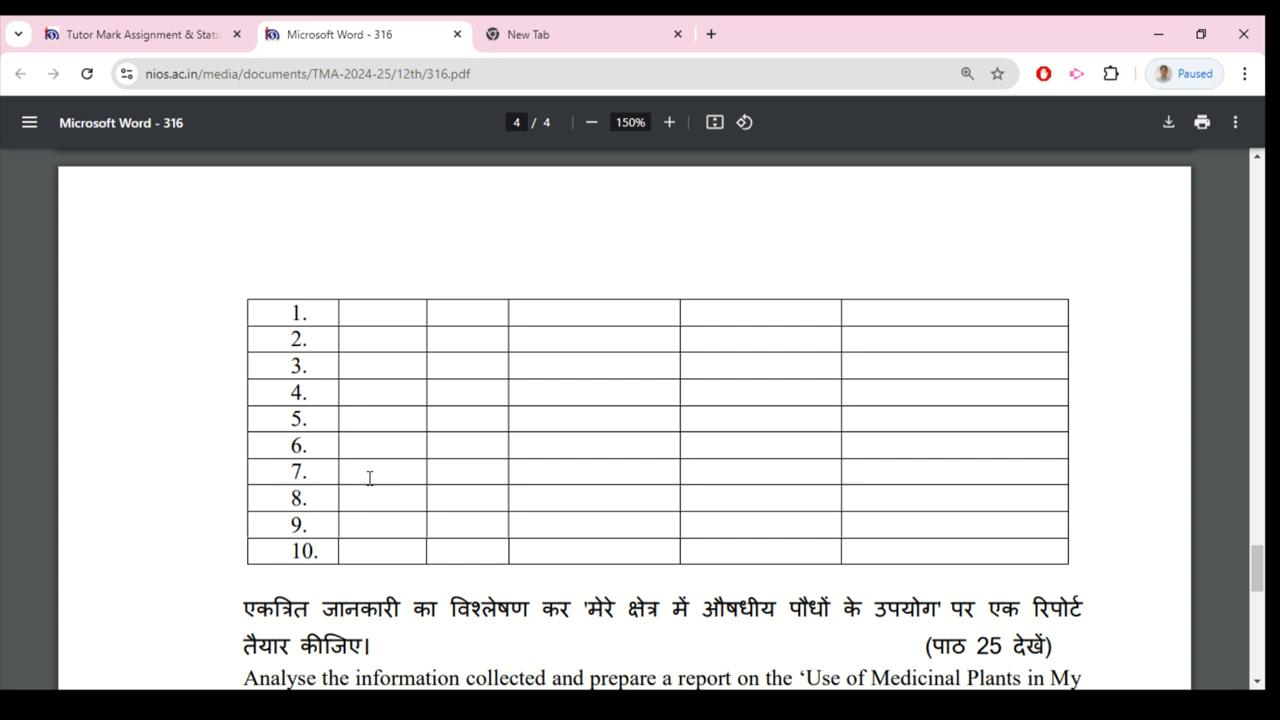 Tutor Mark Assignment & Statu
Microsoft Word - 316
New Tab
nios.ac.in/media/documents/TMA-2024-25/12th/316.pdf
Paused
Microsoft Word - 316
4 / 4
150%
1.
2.
3.
4.
5.
6.
7.
8.
9.
10.
एकत्रित जानकारी का विश्लेषण कर 'मेरे क्षेत्र में औषधीय पौधों के उपयोग' पर एक रिपोर्ट
तैयार कीजिए। (पाठ 25 देखें)
Analyse the information collected and prepare a report on the ‘Use of Medicinal Plants in My